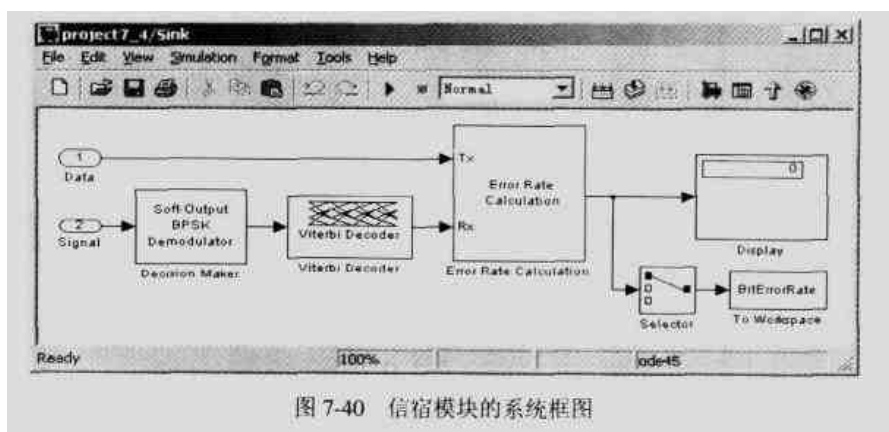 project7_4/Sink
File Edit View Simulation Format Tools Help
Normal
1
Data
2
Signal
Soft Output
BPSK
Demodulator
Decision Maker
Viterbi Decoder
Viterbi Decoder
Tx
Rx
Error Rate
Calculation
Error Rate Calculation
0
Display
Selector
BitErrorRate
To Workspace
Ready
100%
ode45
图 7-40 信宿模块的系统框图